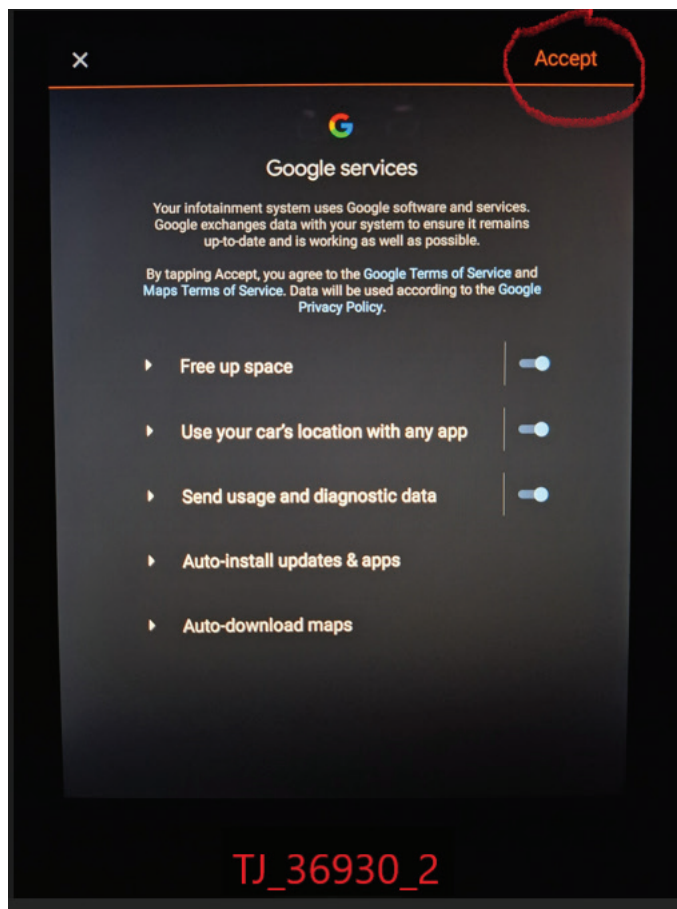 Accept
Google services
Your infotainment system uses Google software and services.
Google exchanges data with your system to ensure it remains
up-to-date and is working as well as possible.
By tapping Accept, you agree to the Google Terms of Service and
Maps Terms of Service. Data will be used according to the Google
Privacy Policy.
Free up space
Use your car's location with any app
Send usage and diagnostic data
Auto-install updates & apps
Auto-download maps
TJ_36930_2